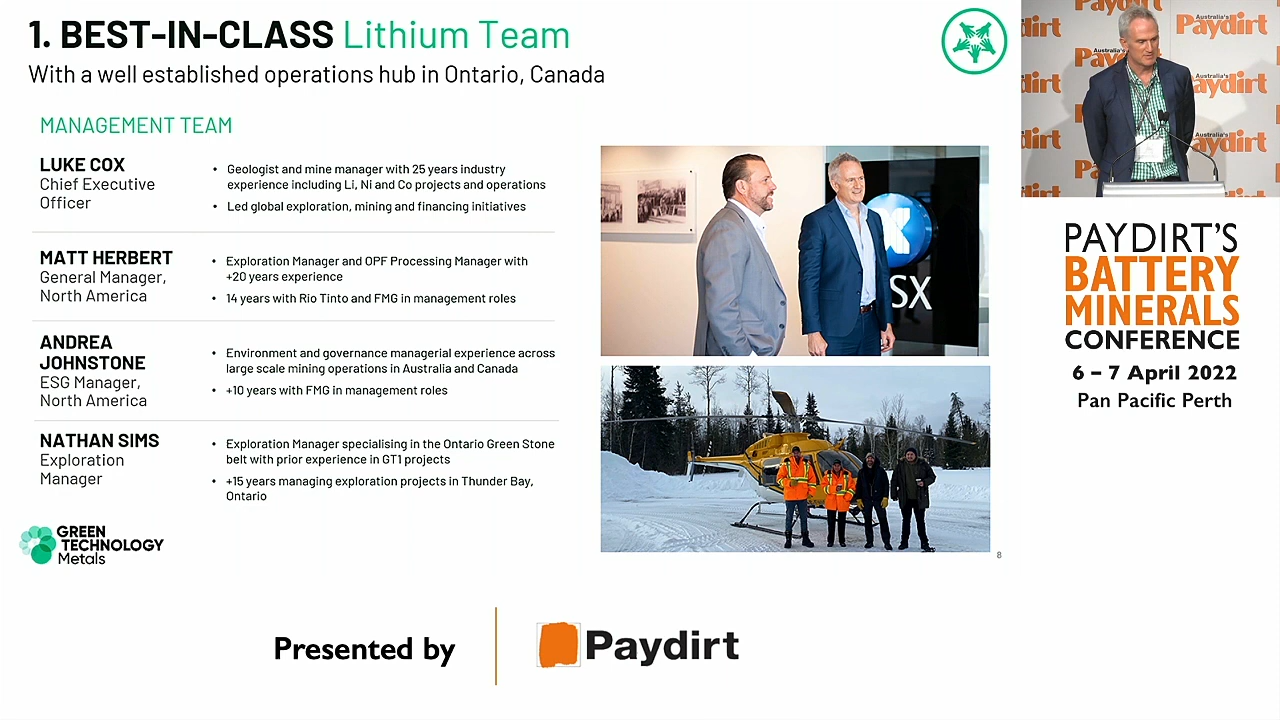 1. BEST-IN-CLASS Lithium Team
With a well established operations hub in Ontario, Canada
MANAGEMENT TEAM
LUKE COX
Chief Executive
Officer
• Geologist and mine manager with 25 years industry
experience including Li, Ni and Co projects and operations
• Led global exploration, mining and financing initiatives
MATT HERBERT
General Manager,
North America
• Exploration Manager and OPF Processing Manager with
+20 years experience
• 14 years with Rio Tinto and FMG in management roles
ANDREA
JOHNSTONE
ESG Manager,
North America
• Environment and governance managerial experience across
large scale mining operations in Australia and Canada
• +10 years with FMG in management roles
NATHAN SIMS
Exploration
Manager
• Exploration Manager specialising in the Ontario Green Stone
belt with prior experience in GT1 projects
• +15 years managing exploration projects in Thunder Bay,
Ontario
GREEN
TECHNOLOGY
Metals
SX
8
Australia's
Paydirt
Australia's
Australia's
Paydirt
PAYDIRT'S
BATTERY
MINERALS
CONFERENCE
6 – 7 April 2022
Pan Pacific Perth
Presented by
Paydirt